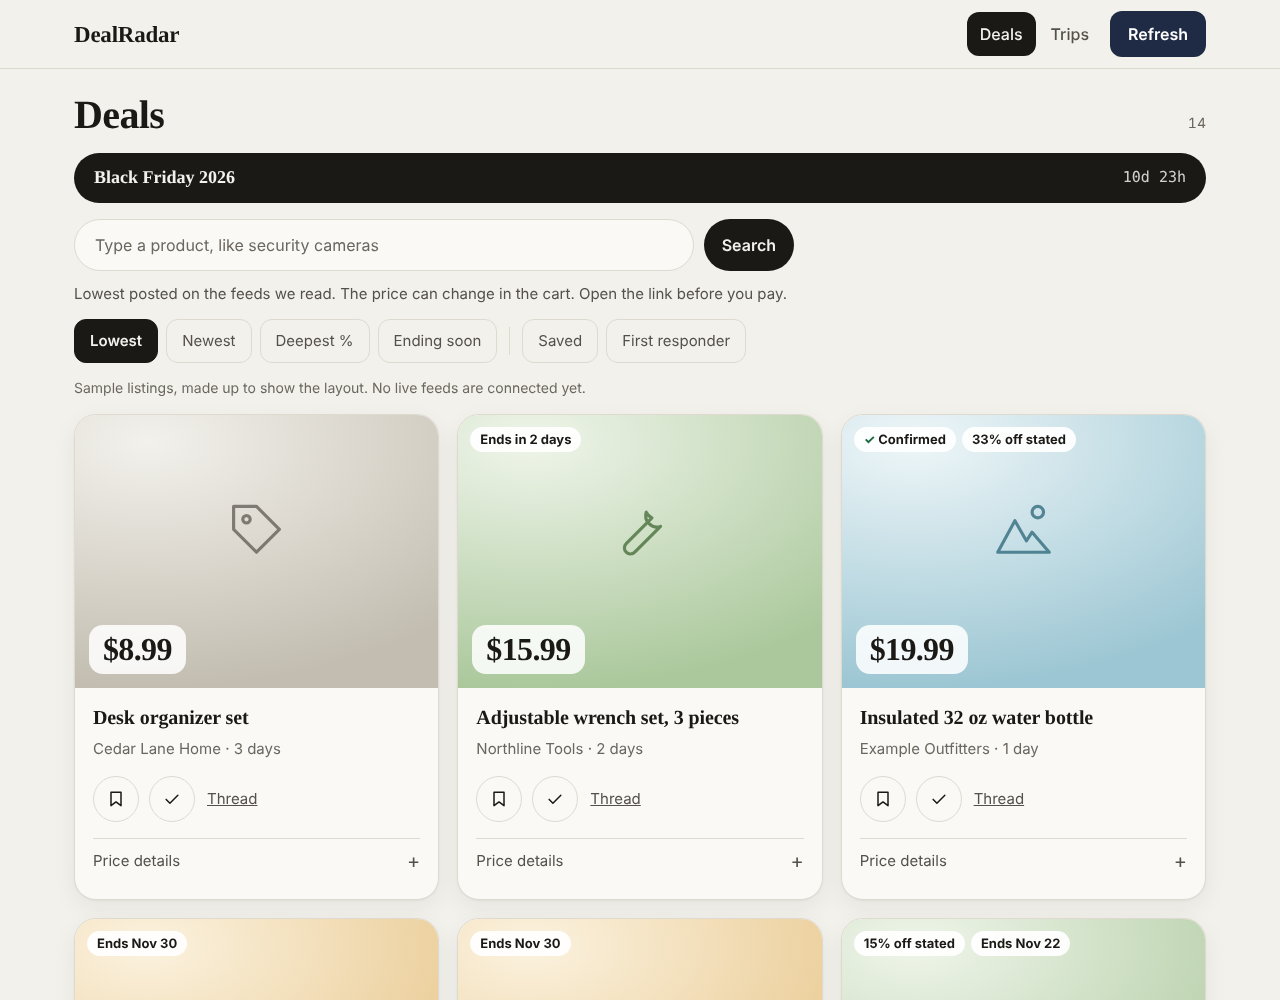 DealRadar
Deals
Trips
Refresh
Deals
14
Black Friday 2026
10d 23h
Type a product, like security cameras
Search
Lowest posted on the feeds we read. The price can change in the cart. Open the link before you pay.
Lowest
Newest
Deepest %
Ending soon
Saved
First responder
Sample listings, made up to show the layout. No live feeds are connected yet.
$8.99
Desk organizer set
Cedar Lane Home · 3 days
Thread
Price details
+
Ends in 2 days
$15.99
Adjustable wrench set, 3 pieces
Northline Tools · 2 days
Thread
Price details
+
✓ Confirmed
33% off stated
$19.99
Insulated 32 oz water bottle
Example Outfitters · 1 day
Thread
Price details
+
Ends Nov 30
Ends Nov 30
15% off stated
Ends Nov 22